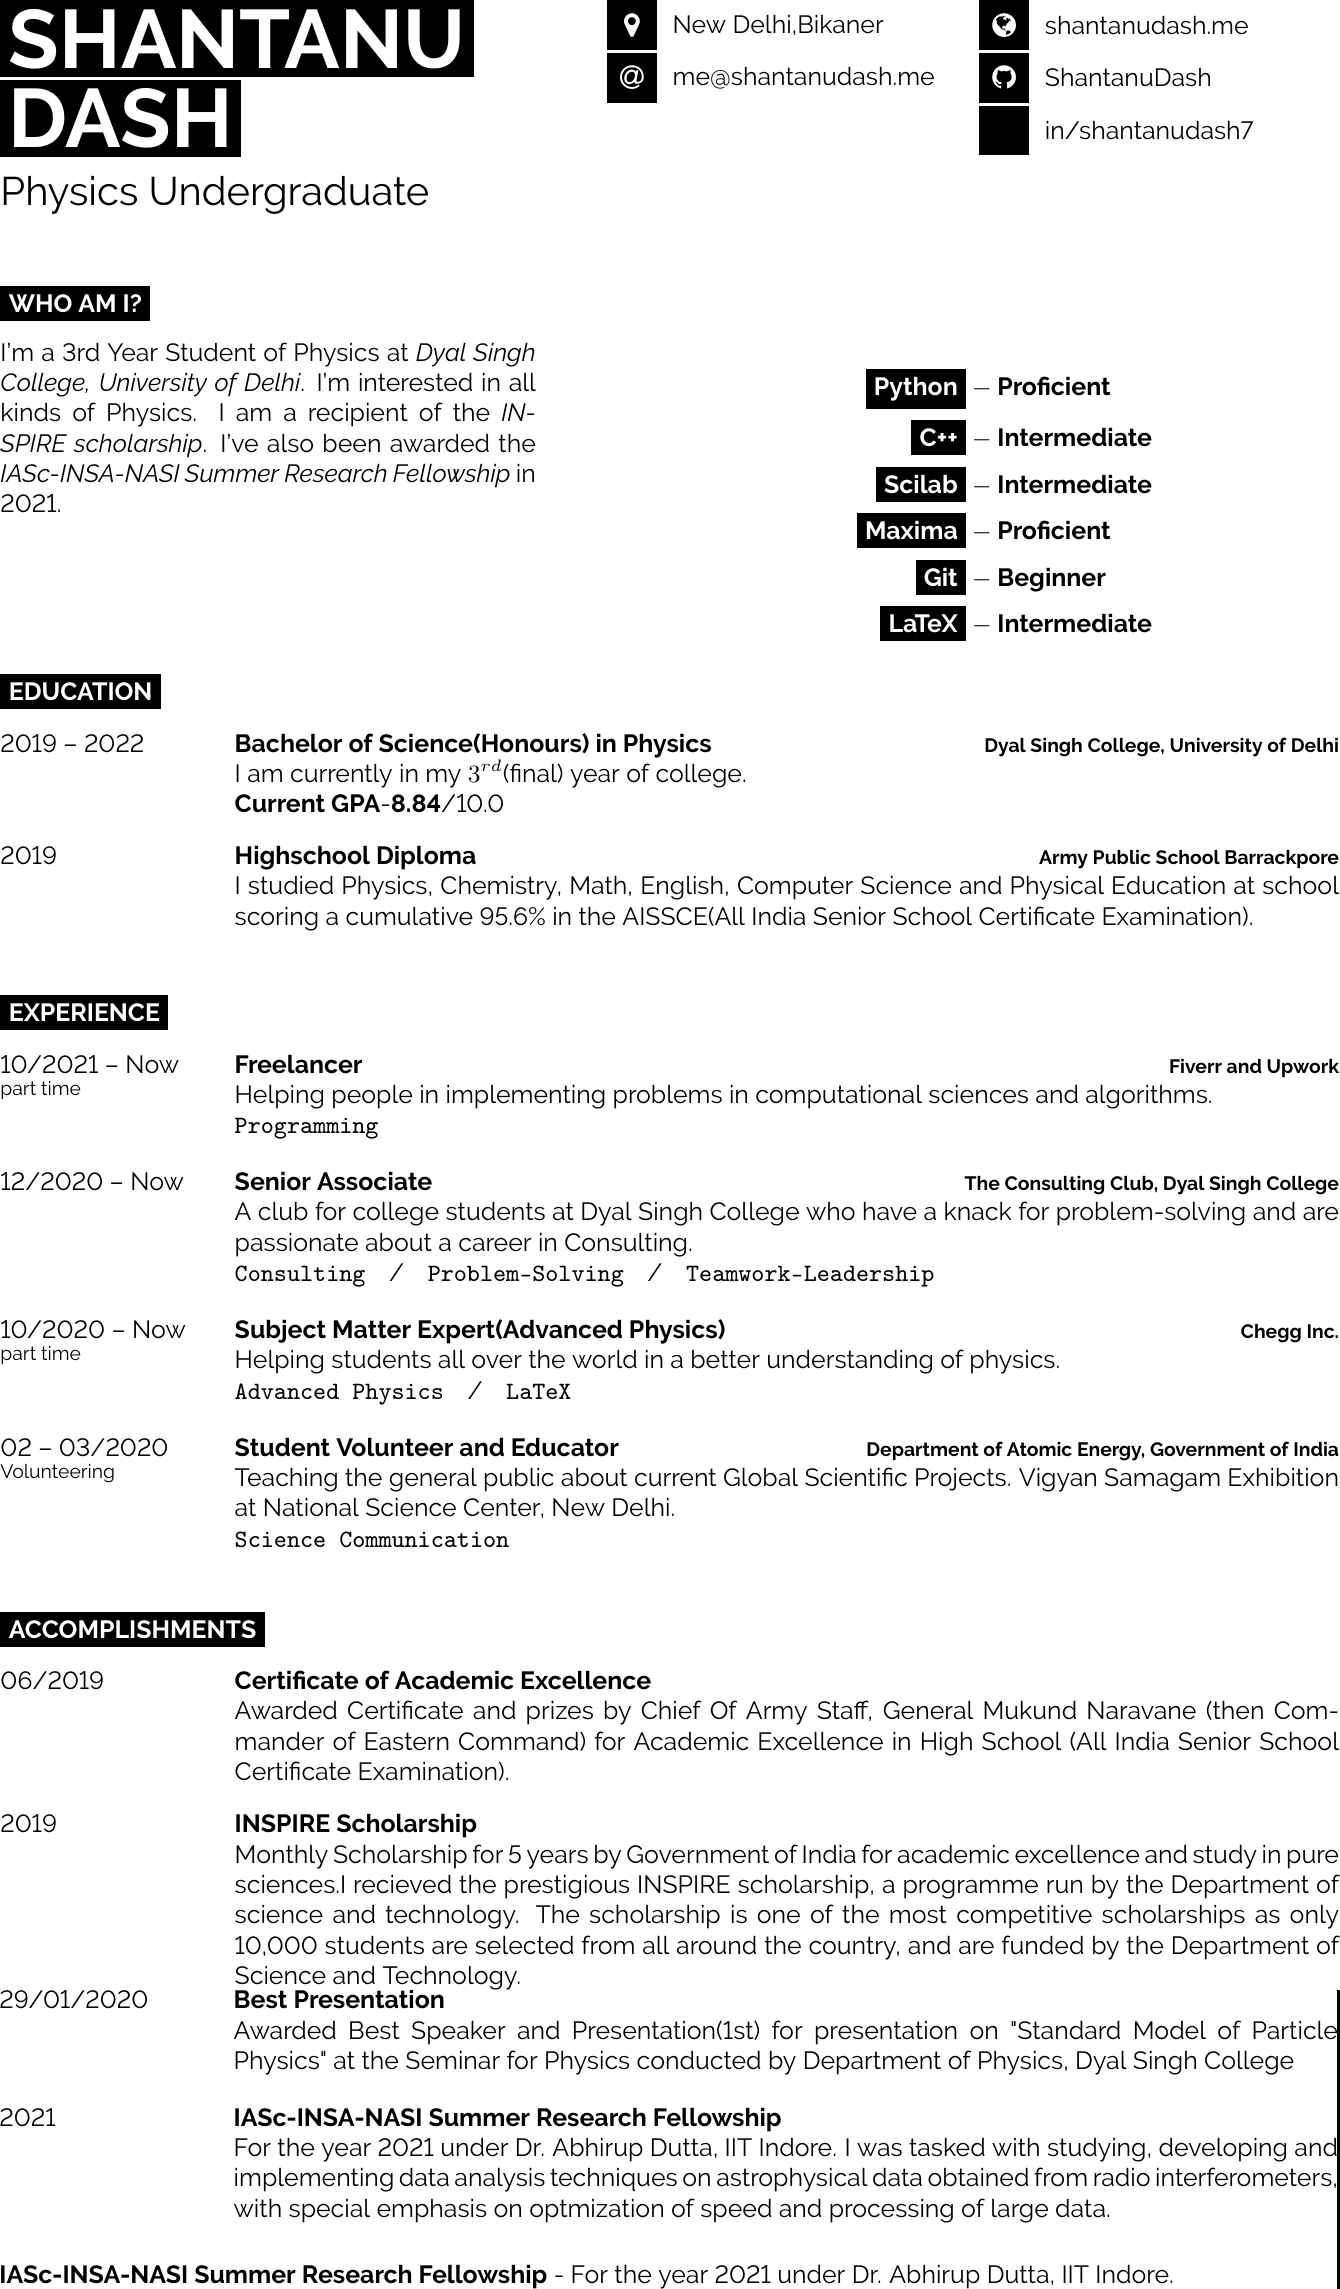 SHANTANU
DASH
Physics Undergraduate
New Delhi,Bikaner
me@shantanudash.me
shantanudash.me
ShantanuDash
in/shantanudash7
WHO AM I?
I'm a 3rd Year Student of Physics at Dyal Singh
College, University of Delhi. I'm interested in all
kinds of Physics. I am a recipient of the IN-
SPIRE scholarship. I've also been awarded the
IASc-INSA-NASI Summer Research Fellowship in
2021.
Python – Proficient
C++ – Intermediate
Scilab – Intermediate
Maxima – Proficient
Git – Beginner
LaTeX – Intermediate
EDUCATION
2019 – 2022 Bachelor of Science(Honours) in Physics Dyal Singh College, University of Delhi
I am currently in my 3rd(final) year of college.
Current GPA-8.84/10.0
2019 Highschool Diploma Army Public School Barrackpore
I studied Physics, Chemistry, Math, English, Computer Science and Physical Education at school
scoring a cumulative 95.6% in the AISSCE(All India Senior School Certificate Examination).
EXPERIENCE
10/2021 – Now Freelancer Fiverr and Upwork
part time
Helping people in implementing problems in computational sciences and algorithms.
Programming
12/2020 – Now Senior Associate The Consulting Club, Dyal Singh College
A club for college students at Dyal Singh College who have a knack for problem-solving and are
passionate about a career in Consulting.
Consulting / Problem-Solving / Teamwork-Leadership
10/2020 – Now Subject Matter Expert(Advanced Physics) Chegg Inc.
part time
Helping students all over the world in a better understanding of physics.
Advanced Physics / LaTeX
02 – 03/2020 Student Volunteer and Educator Department of Atomic Energy, Government of India
Volunteering
Teaching the general public about current Global Scientific Projects. Vigyan Samagam Exhibition
at National Science Center, New Delhi.
Science Communication
ACCOMPLISHMENTS
06/2019 Certificate of Academic Excellence
Awarded Certificate and prizes by Chief Of Army Staff, General Mukund Naravane (then Com-
mander of Eastern Command) for Academic Excellence in High School (All India Senior School
Certificate Examination).
2019 INSPIRE Scholarship
Monthly Scholarship for 5 years by Government of India for academic excellence and study in pure
sciences.I recieved the prestigious INSPIRE scholarship, a programme run by the Department of
science and technology. The scholarship is one of the most competitive scholarships as only
10,000 students are selected from all around the country, and are funded by the Department of
Science and Technology.
29/01/2020 Best Presentation
Awarded Best Speaker and Presentation(1st) for presentation on "Standard Model of Particle
Physics" at the Seminar for Physics conducted by Department of Physics, Dyal Singh College
2021 IASc-INSA-NASI Summer Research Fellowship
For the year 2021 under Dr. Abhirup Dutta, IIT Indore. I was tasked with studying, developing and
implementing data analysis techniques on astrophysical data obtained from radio interferometers,
with special emphasis on optmization of speed and processing of large data.
IASc-INSA-NASI Summer Research Fellowship - For the year 2021 under Dr. Abhirup Dutta, IIT Indore.